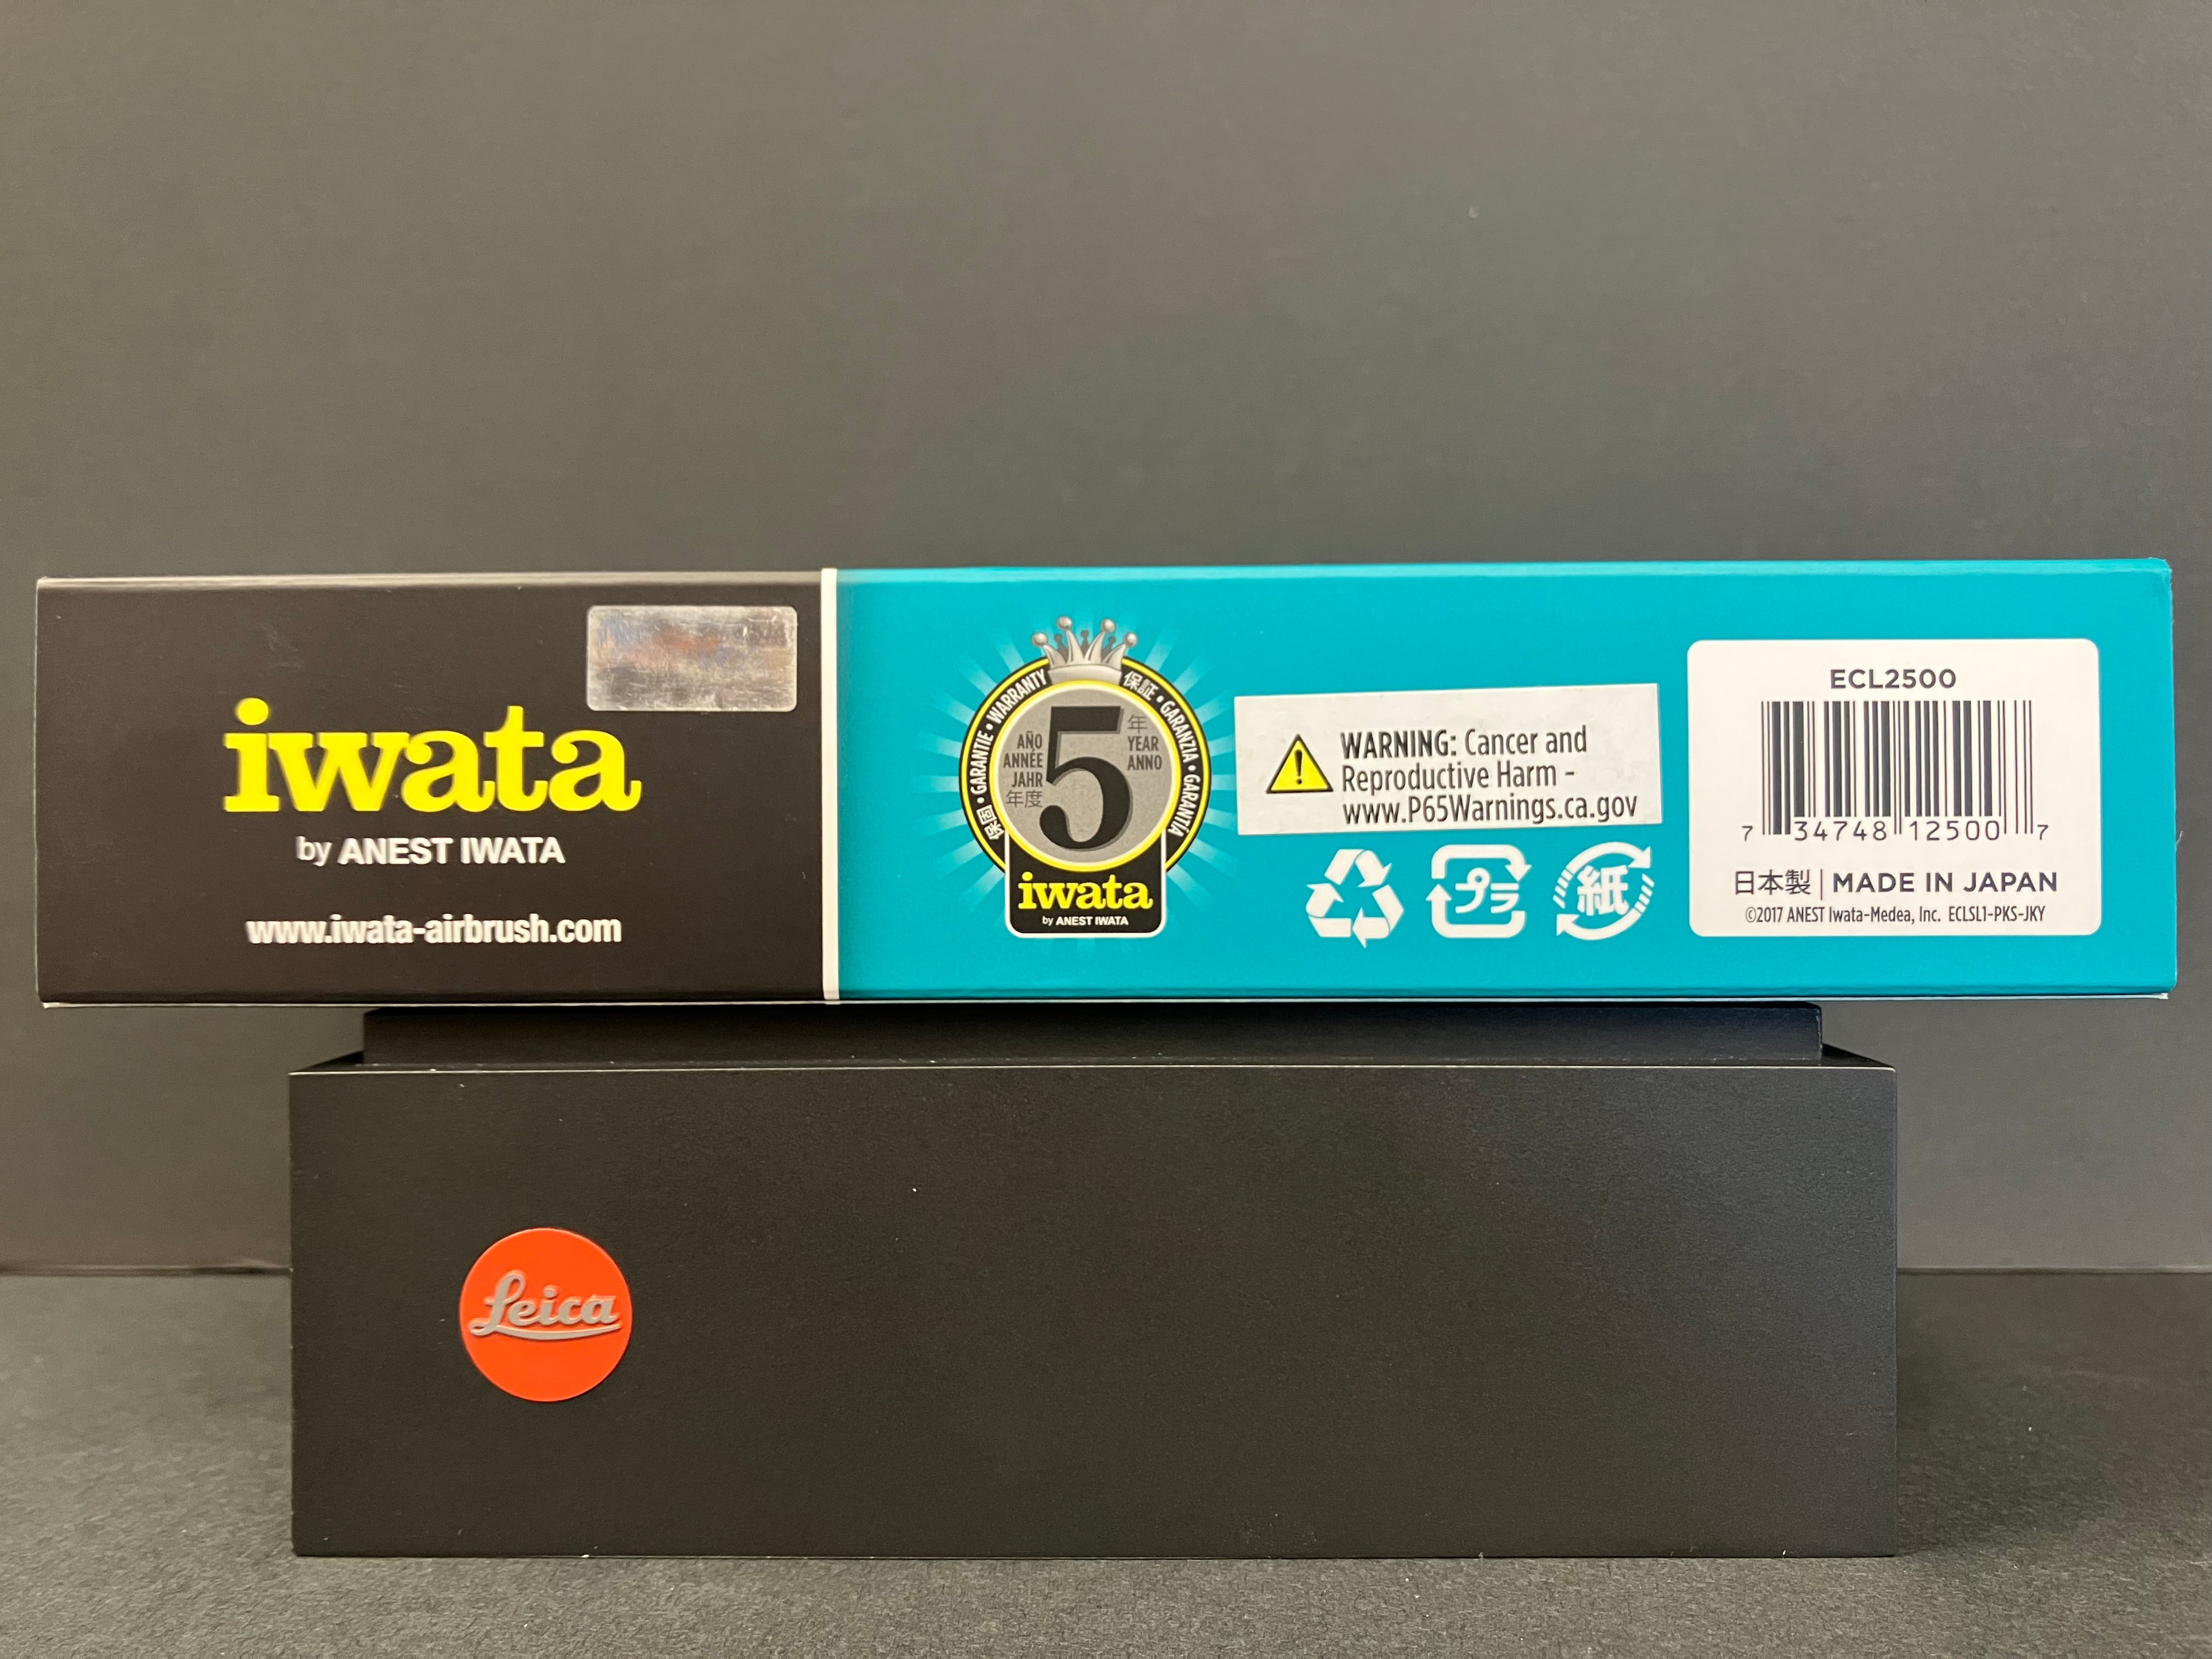 iwata
by ANEST IWATA
www.iwata-airbrush.com
保固 • GARANTIE • WARRANTY
保証 • GARANZIA • GARANTÍA
AÑO
ANNÉE
JAHR
年度
5
年
YEAR
ANNO
iwata
by ANEST IWATA
WARNING: Cancer and
Reproductive Harm -
www.P65Warnings.ca.gov
プラ
紙
ECL2500
7 34748 12500 7
日本製 | MADE IN JAPAN
©2017 ANEST Iwata-Medea, Inc. ECLSL1-PKS-JKY
Leica